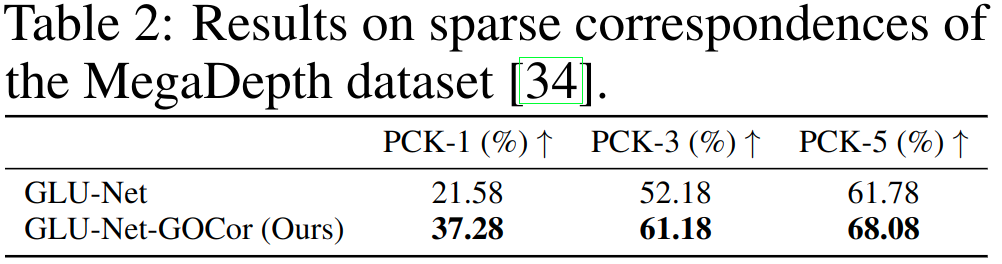 Table 2: Results on sparse correspondences of
the MegaDepth dataset [34].
PCK-1 (%) ↑ PCK-3 (%) ↑ PCK-5 (%) ↑
GLU-Net 21.58 52.18 61.78
GLU-Net-GOCor (Ours) 37.28 61.18 68.08